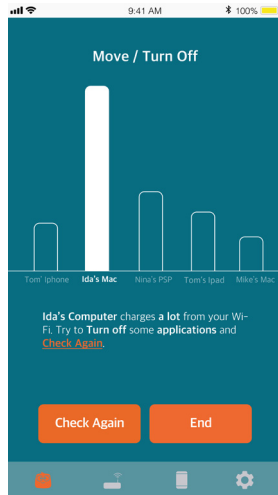 9:41 AM 100%
Move / Turn Off
Tom' Iphone Ida's Mac Nina's PSP Tom's Ipad Mike's Mac
Ida's Computer charges a lot from your Wi-
Fi. Try to Turn off some applications and
Check Again.
Check Again End